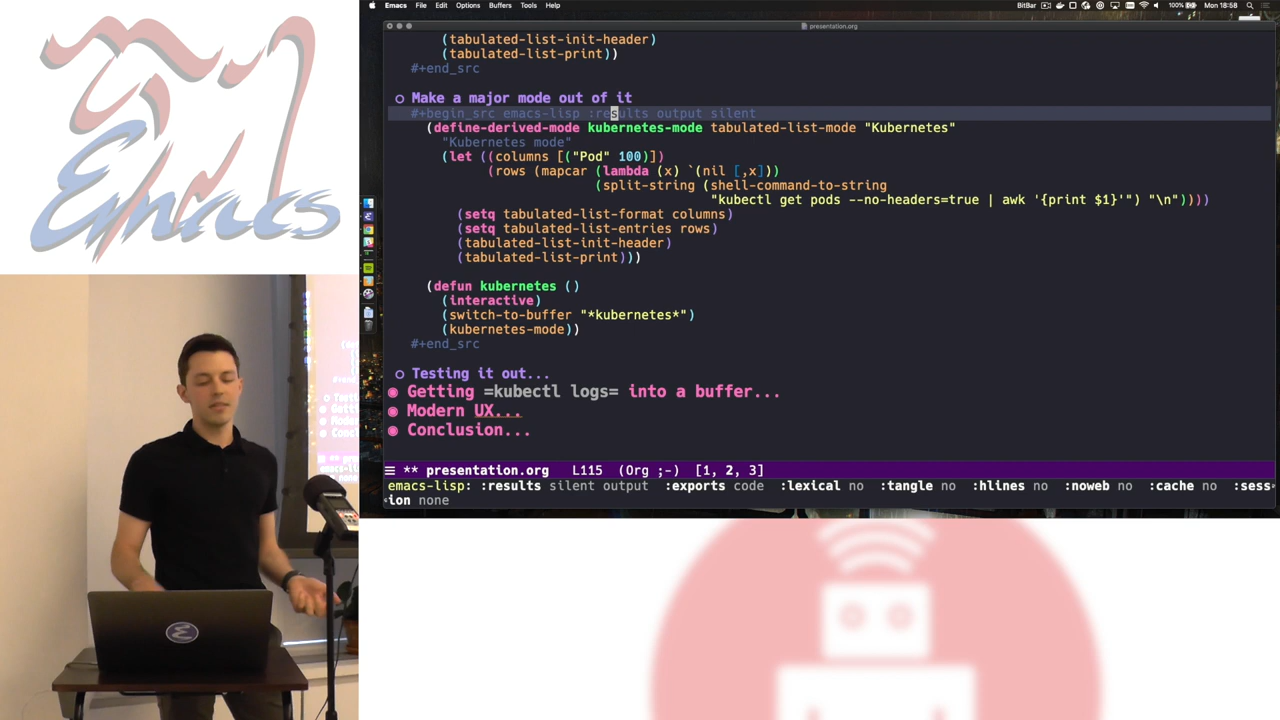 Emacs
Emacs File Edit Options Buffers Tools Help
BitBar 100% Mon 18:58
presentation.org
(tabulated-list-init-header)
(tabulated-list-print))
#+end_src
Make a major mode out of it
#+begin_src emacs-lisp :results output silent
(define-derived-mode kubernetes-mode tabulated-list-mode "Kubernetes"
"Kubernetes mode"
(let ((columns [("Pod" 100)])
(rows (mapcar (lambda (x) `(nil [,x]))
(split-string (shell-command-to-string
"kubectl get pods --no-headers=true | awk '{print $1}'") "\n"))))
(setq tabulated-list-format columns)
(setq tabulated-list-entries rows)
(tabulated-list-init-header)
(tabulated-list-print)))
(defun kubernetes ()
(interactive)
(switch-to-buffer "*kubernetes*")
(kubernetes-mode))
#+end_src
Testing it out...
Getting =kubectl logs= into a buffer...
Modern UX...
Conclusion...
** presentation.org L115 (Org ;-) [1, 2, 3]
emacs-lisp: :results silent output :exports code :lexical no :tangle no :hlines no :noweb no :cache no :sess
ion none